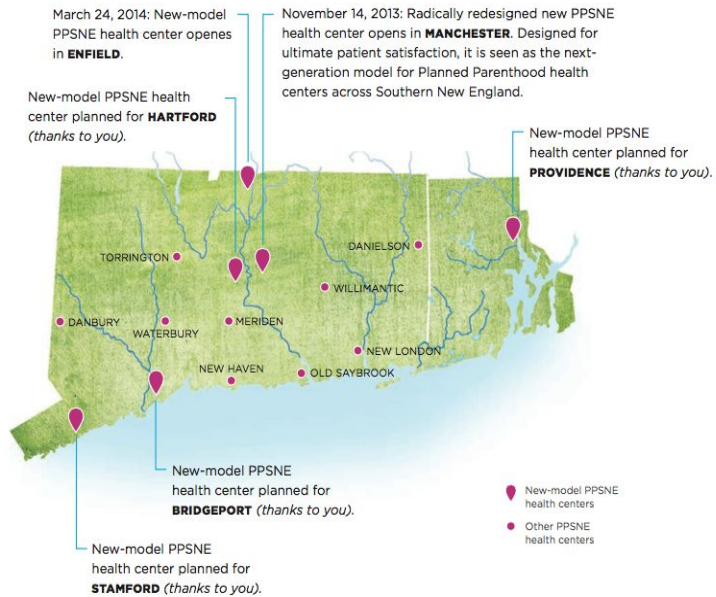 March 24, 2014: New-model
PPSNE health center openes
in ENFIELD.
November 14, 2013: Radically redesigned new PPSNE
health center opens in MANCHESTER. Designed for
ultimate patient satisfaction, it is seen as the next-
generation model for Planned Parenthood health
centers across Southern New England.
New-model PPSNE health
center planned for HARTFORD
(thanks to you).
New-model PPSNE
health center planned for
PROVIDENCE (thanks to you).
DANIELSON
TORRINGTON
WILLIMANTIC
DANBURY
WATERBURY
MERIDEN
NEW LONDON
NEW HAVEN
OLD SAYBROOK
New-model PPSNE
health center planned for
BRIDGEPORT (thanks to you).
New-model PPSNE
health centers
Other PPSNE
health centers
New-model PPSNE
health center planned for
STAMFORD (thanks to you).